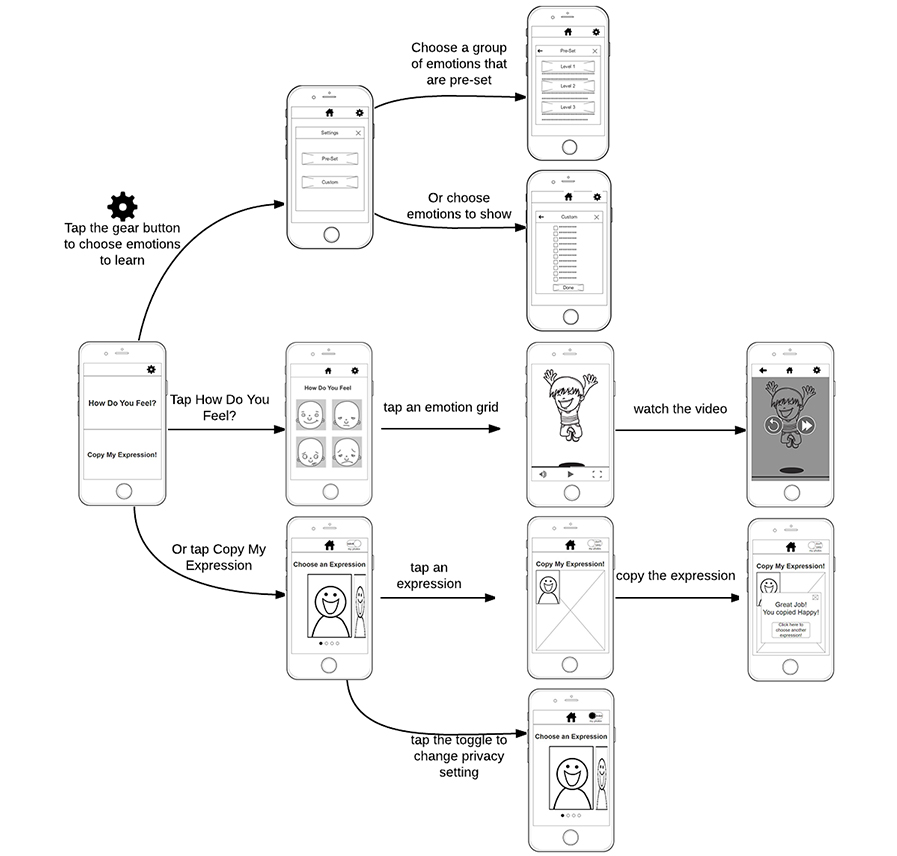 Choose a group
of emotions that
are pre-set
Pre-Set
Level 1
Level 2
Level 3
Settings
Pre-Set
Custom
Or choose
emotions to show
Custom
Done
Tap the gear button
to choose emotions
to learn
How Do You Feel?
Copy My Expression!
Tap How Do You
Feel?
How Do You Feel
tap an emotion grid
watch the video
Or tap Copy My
Expression
Choose an Expression
tap an
expression
Copy My Expression!
copy the expression
Copy My Expression!
Great Job!
You copied Happy!
Click here to
choose another
expression!
tap the toggle to
change privacy
setting
Choose an Expression